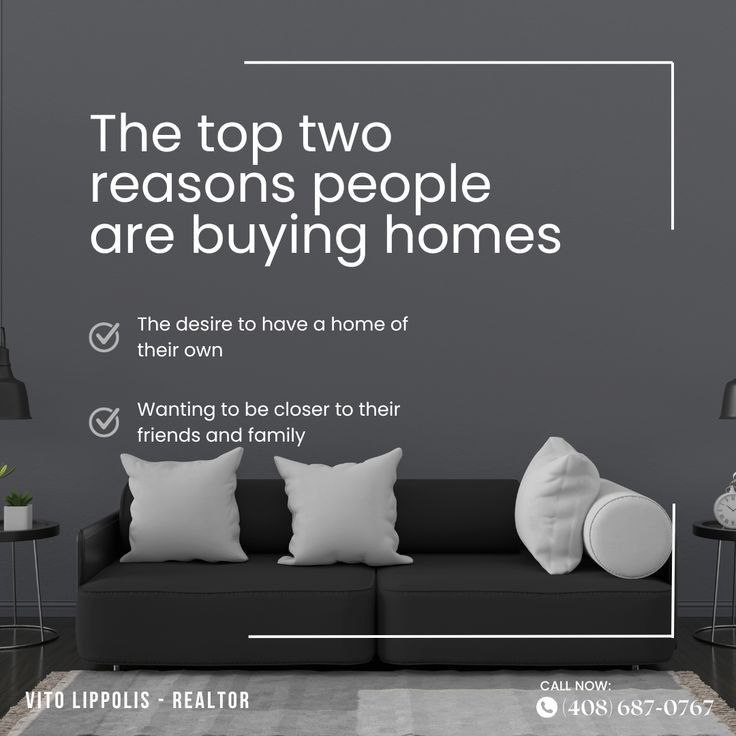 The top two
reasons people
are buying homes
The desire to have a home of
their own
Wanting to be closer to their
friends and family
VITO LIPPOLIS - REALTOR
CALL NOW:
(408) 687-0767